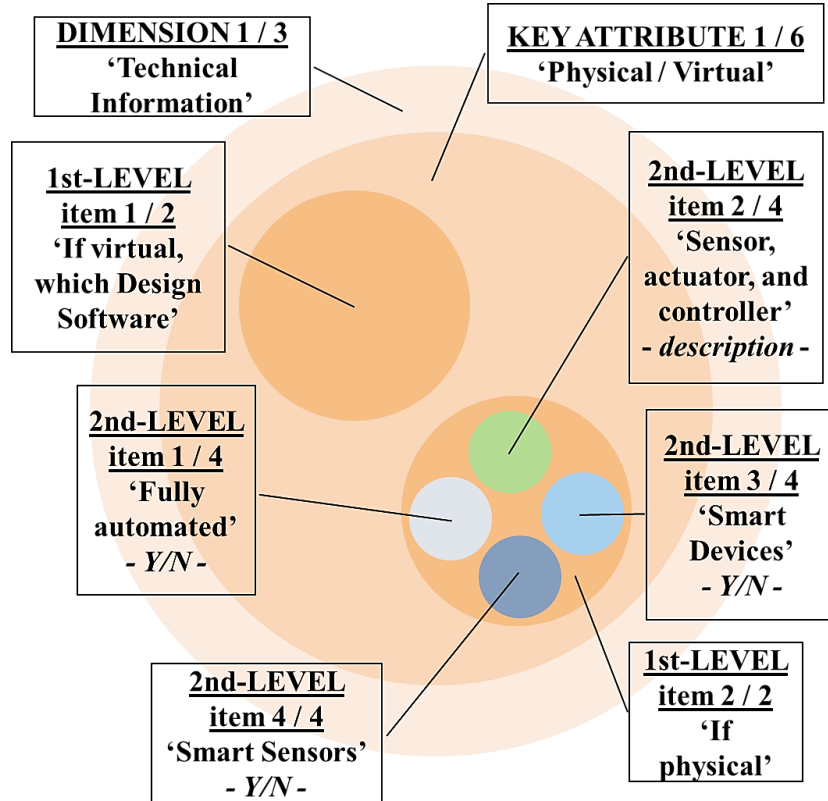 DIMENSION 1 / 3
‘Technical
Information’
KEY ATTRIBUTE 1 / 6
‘Physical / Virtual’
1st-LEVEL
item 1 / 2
‘If virtual,
which Design
Software’
2nd-LEVEL
item 2 / 4
‘Sensor,
actuator, and
controller’
- description -
2nd-LEVEL
item 1 / 4
‘Fully
automated’
- Y/N -
2nd-LEVEL
item 3 / 4
‘Smart
Devices’
- Y/N -
2nd-LEVEL
item 4 / 4
‘Smart Sensors’
- Y/N -
1st-LEVEL
item 2 / 2
‘If
physical’